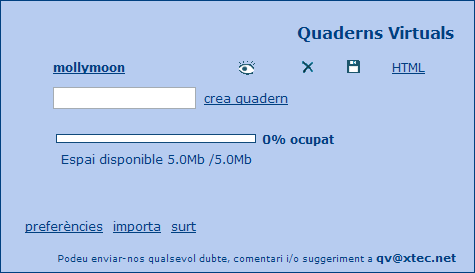 Quaderns Virtuals
mollymoon HTML
crea quadern
0% ocupat
Espai disponible 5.0Mb /5.0Mb
preferències importa surt
Podeu enviar-nos qualsevol dubte, comentari i/o suggeriment a qv@xtec.net